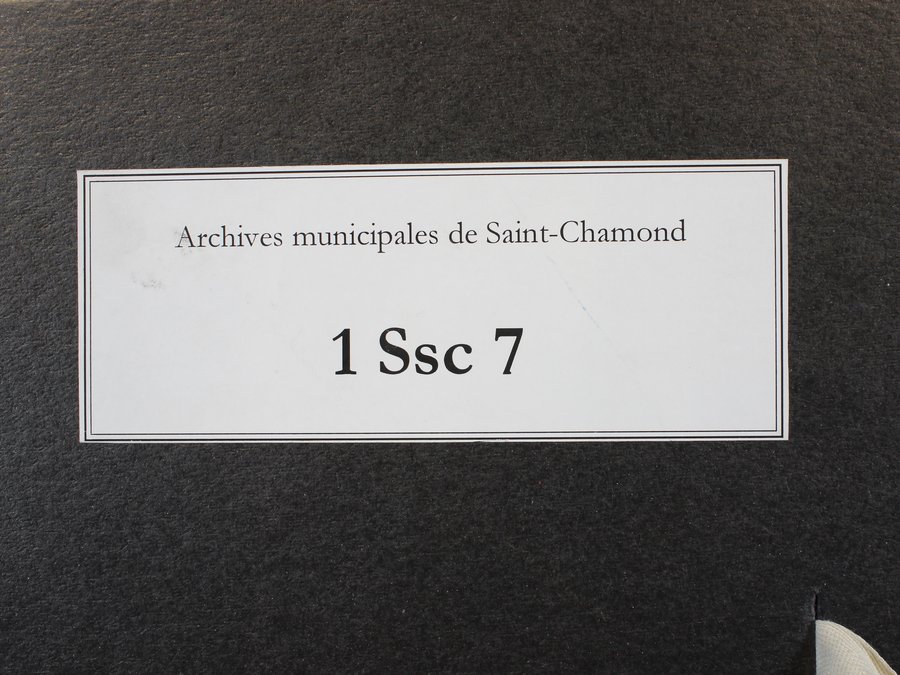 Archives municipales de Saint-Chamond
1 Ssc 7